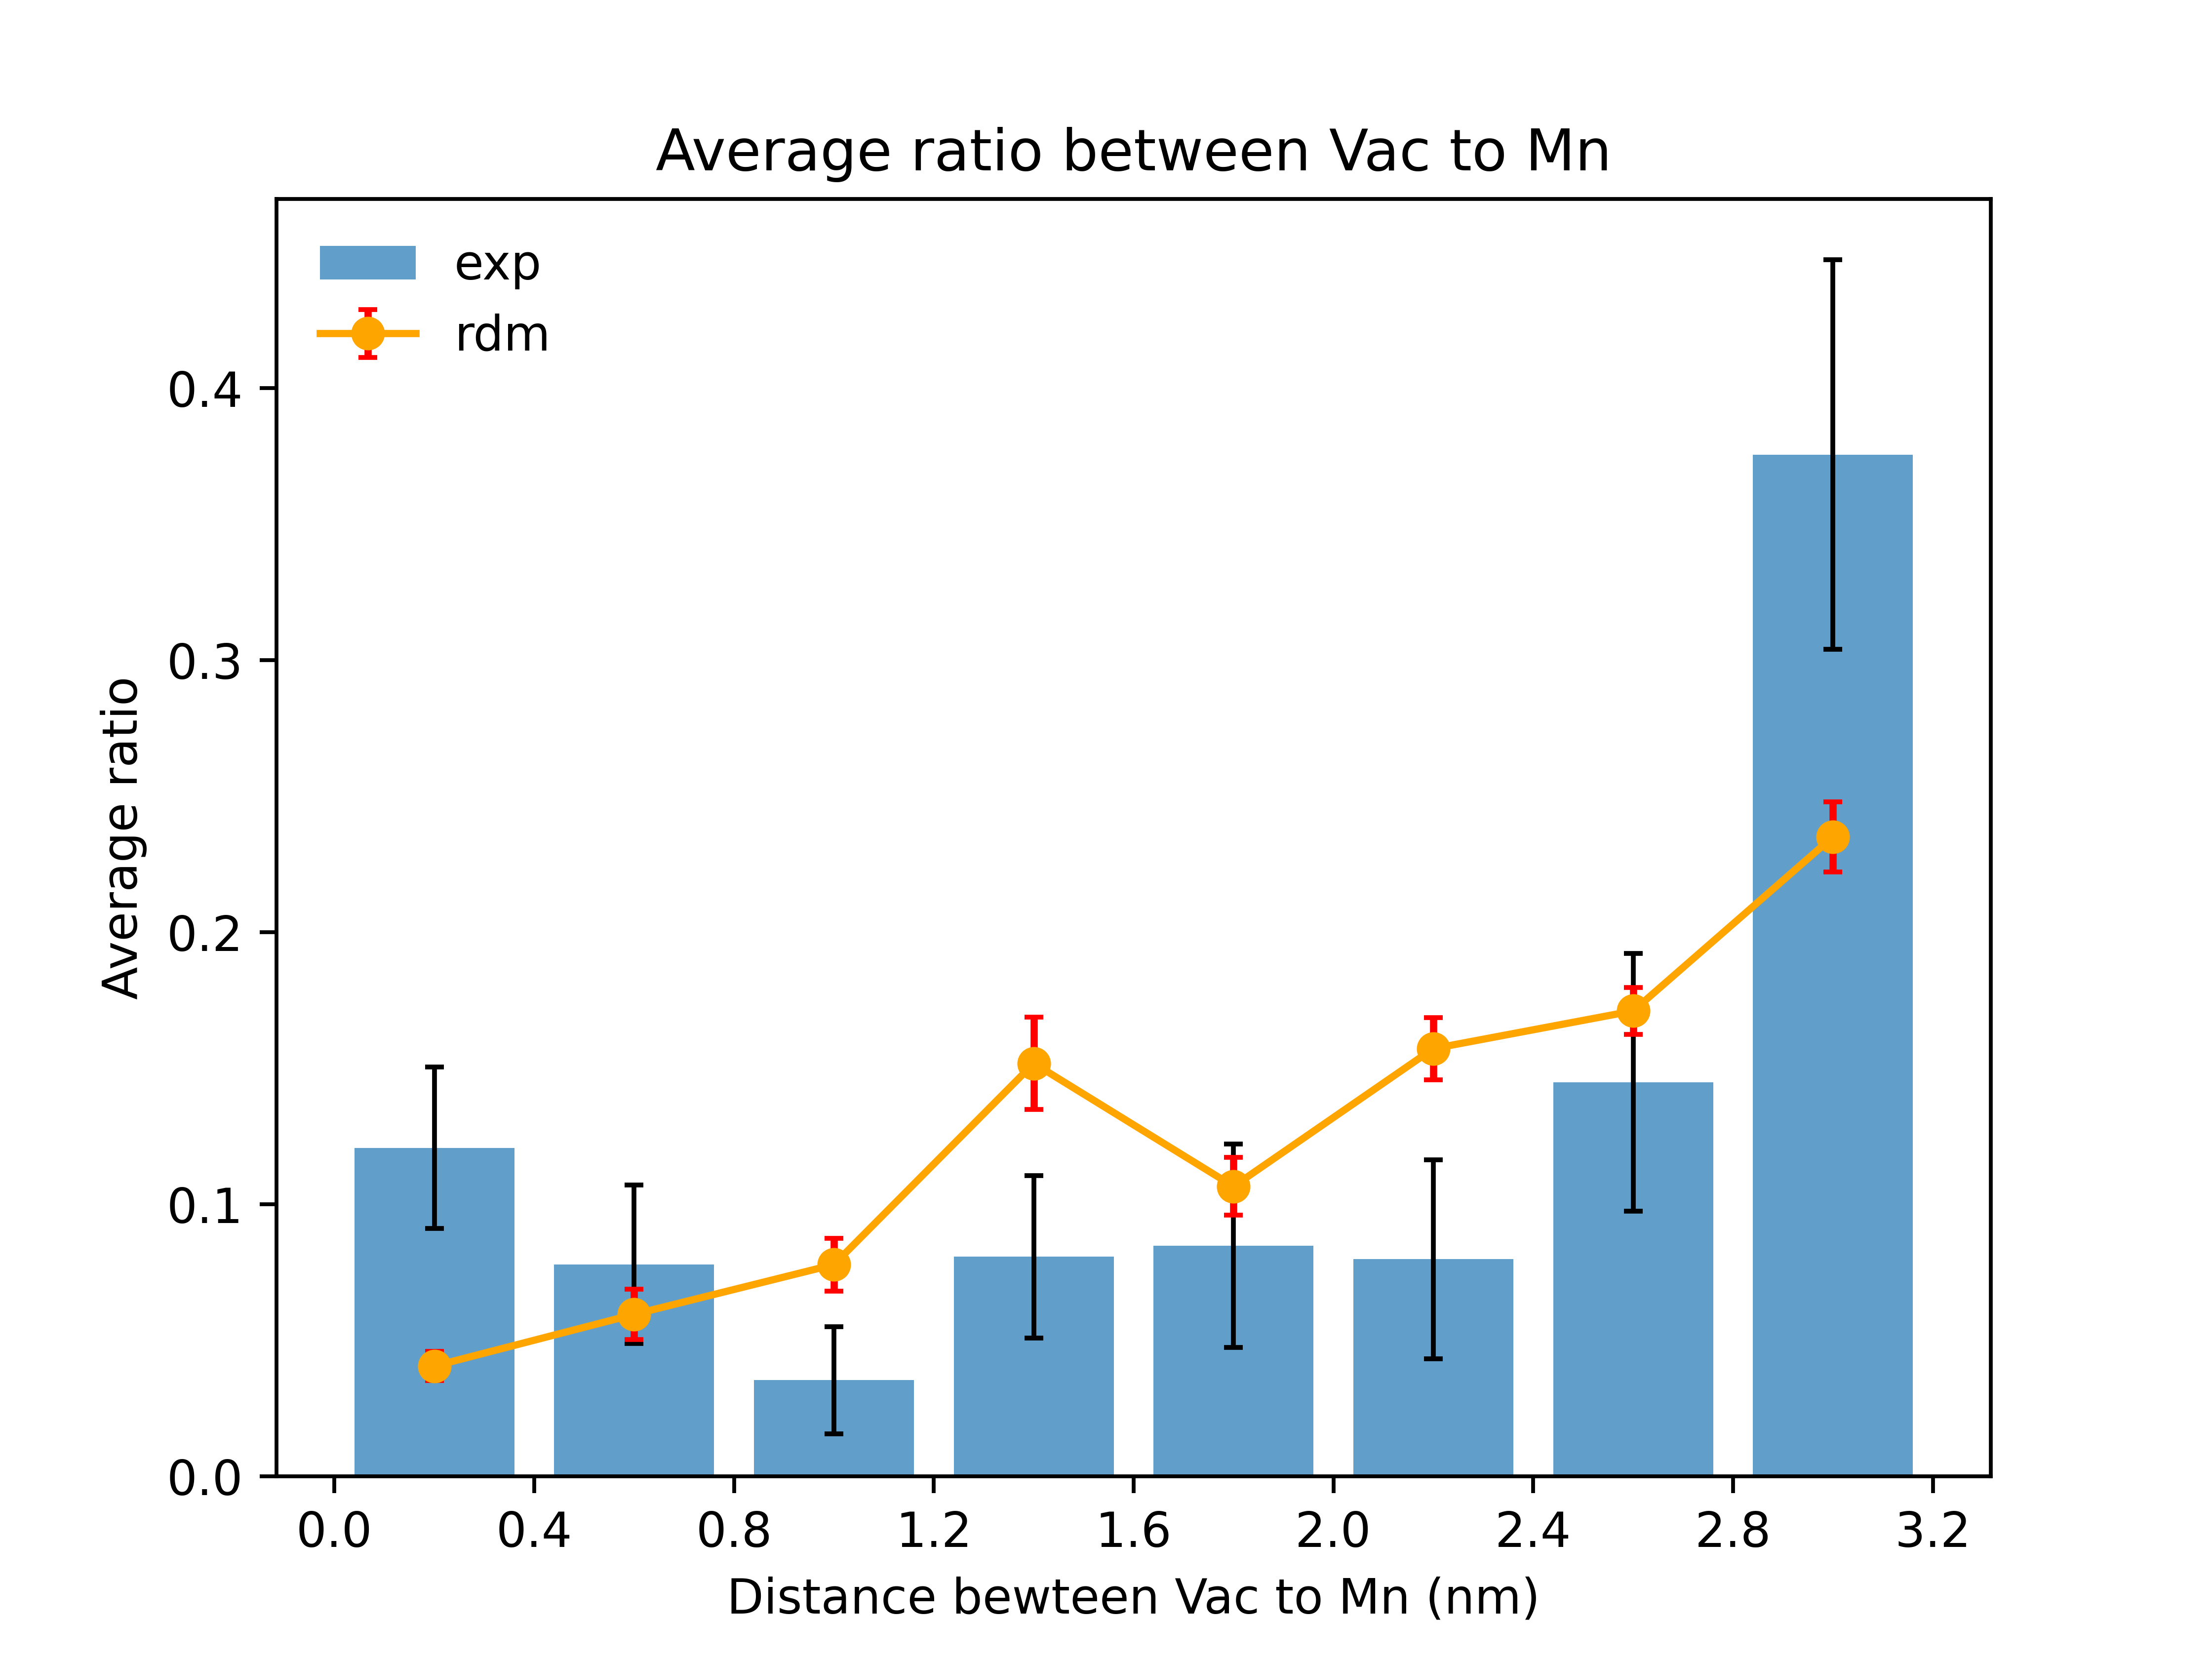 Average ratio between Vac to Mn
exp
rdm
Average ratio
0.4
0.3
0.2
0.1
0.0
0.0 0.4 0.8 1.2 1.6 2.0 2.4 2.8 3.2
Distance bewteen Vac to Mn (nm)